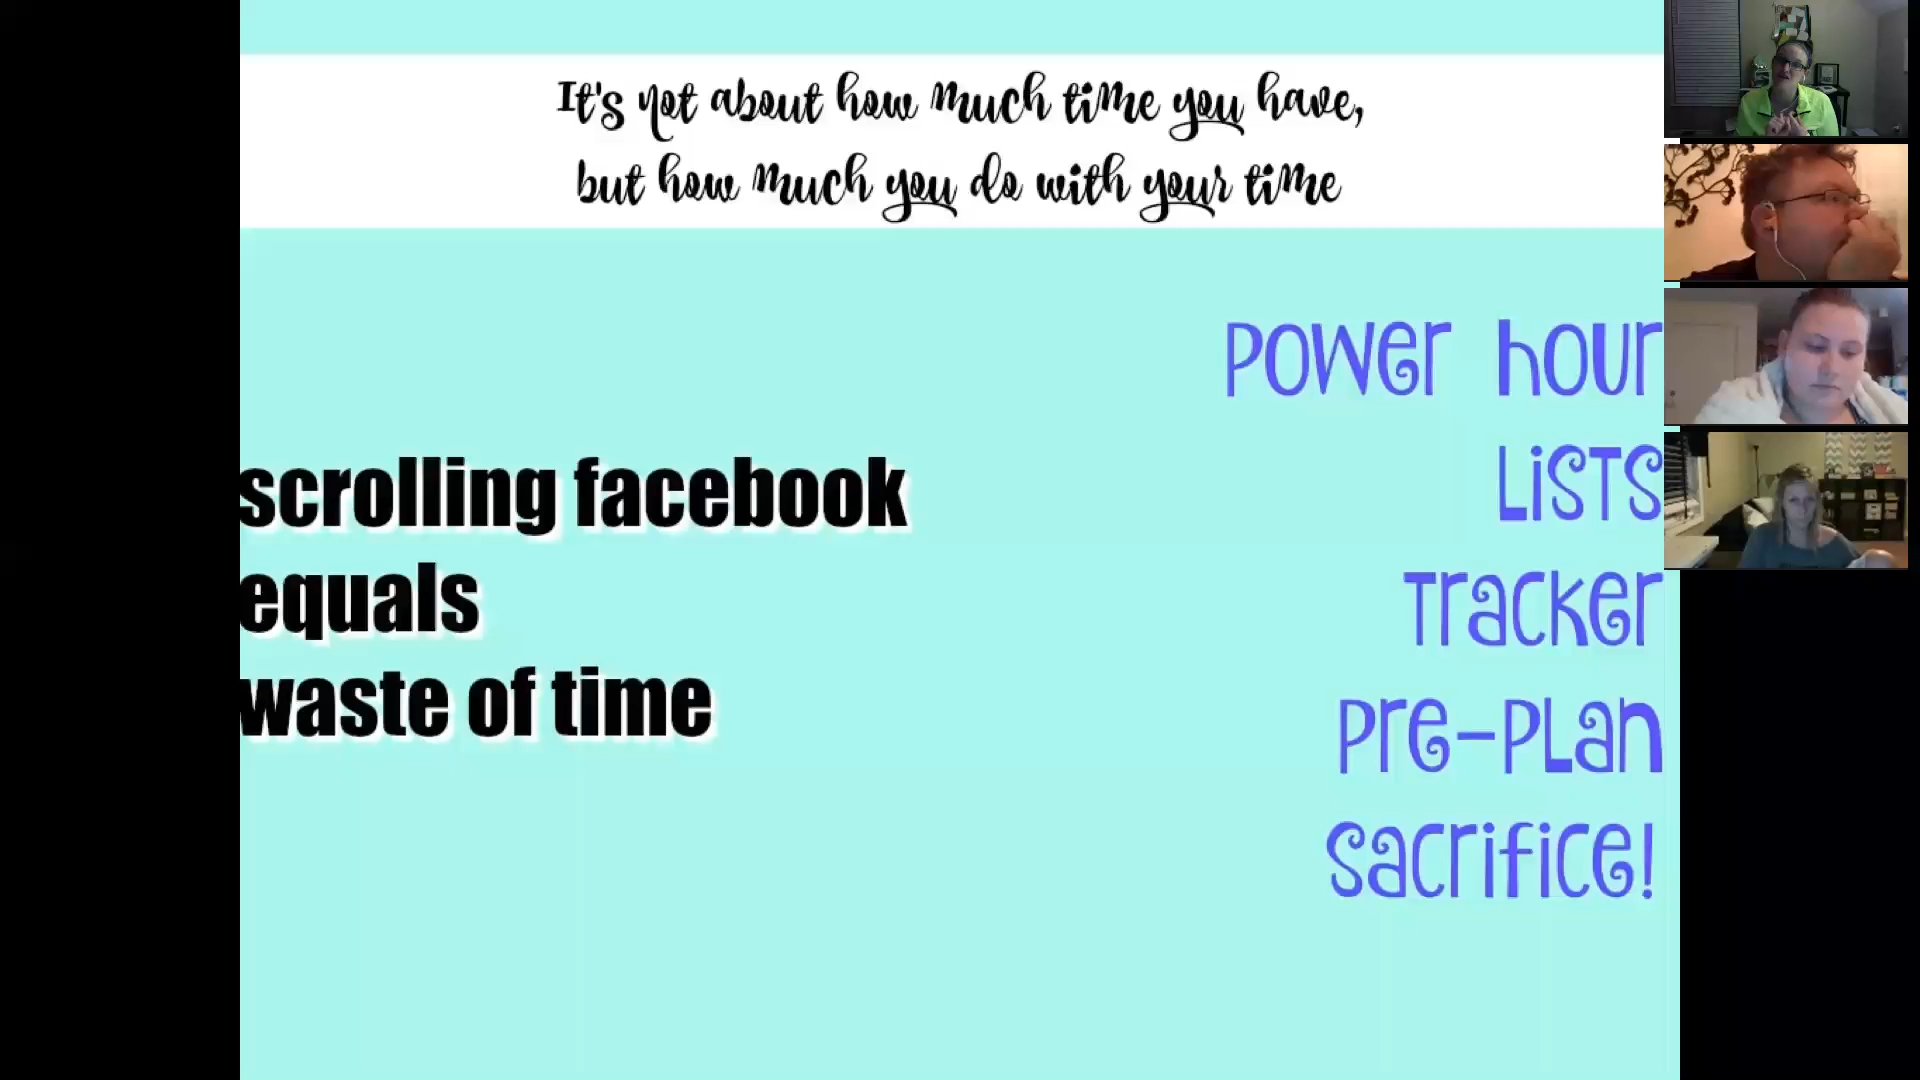 It's not about how much time you have,
but how much you do with your time
scrolling facebook
equals
waste of time
Power hour
Lists
Tracker
Pre-Plan
Sacrifice!